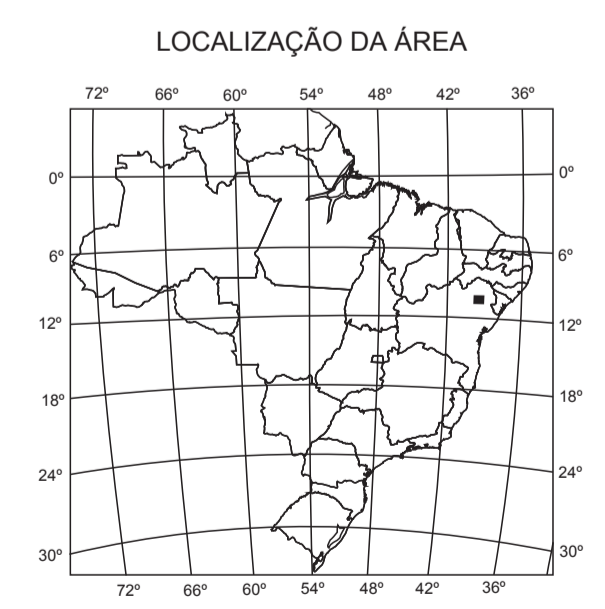 LOCALIZAÇÃO DA ÁREA
72º 66º 60º 54º 48º 42º 36º
0º 0º
6º 6º
12º 12º
18º 18º
24º 24º
30º 30º
72º 66º 60º 54º 48º 42º 36º